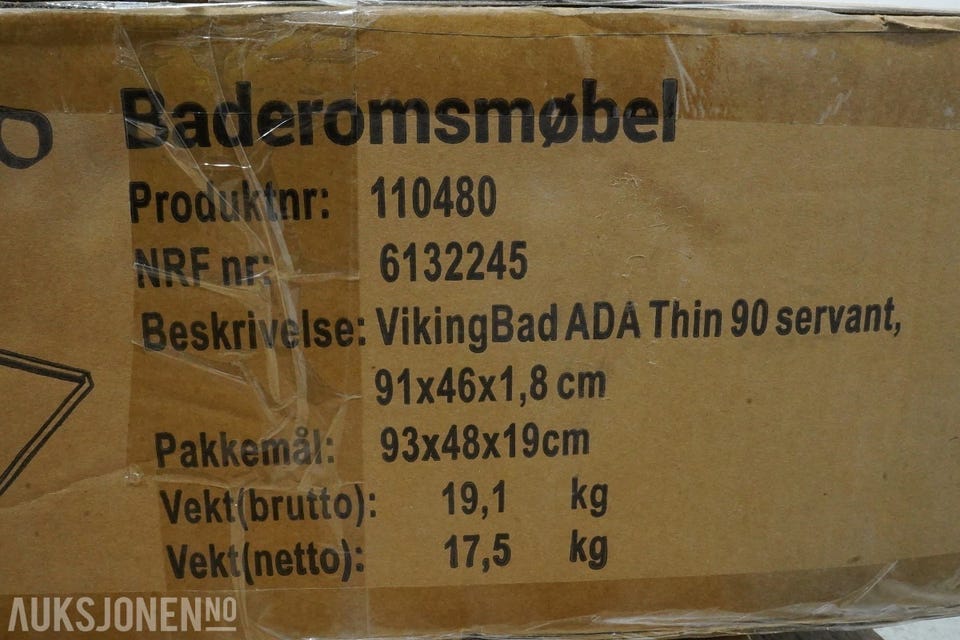 Baderomsmøbel
Produktnr: 110480
NRF nr: 6132245
Beskrivelse: VikingBad ADA Thin 90 servant,
91x46x1,8 cm
Pakkemål: 93x48x19cm
Vekt(brutto): 19,1 kg
Vekt(netto): 17,5 kg
AUKSJONEN.NO